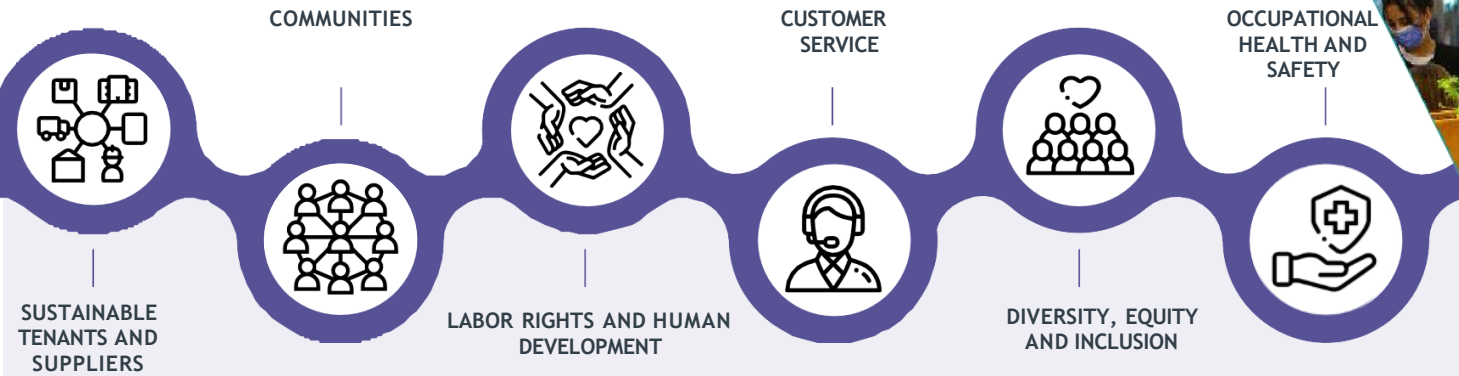 COMMUNITIES
CUSTOMER
SERVICE
OCCUPATIONAL
HEALTH AND
SAFETY
SUSTAINABLE
TENANTS AND
SUPPLIERS
LABOR RIGHTS AND HUMAN
DEVELOPMENT
DIVERSITY, EQUITY
AND INCLUSION